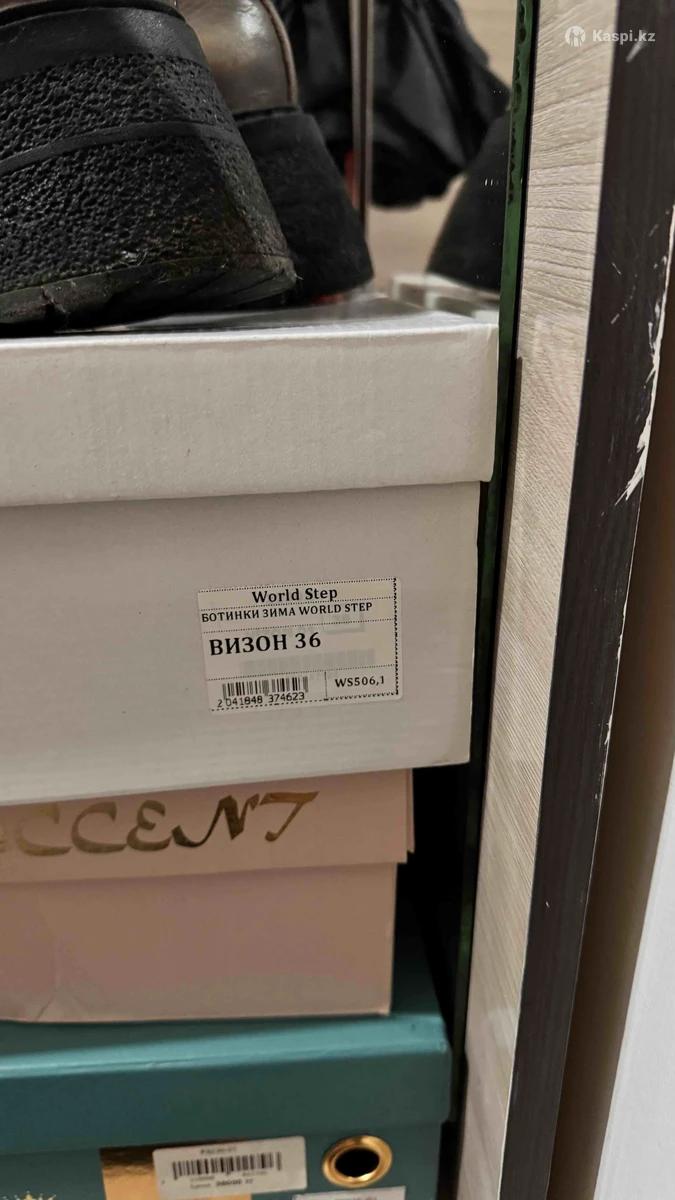 Kaspi.kz
World Step
БОТИНКИ ЗИМА WORLD STEP
ВИЗОН 36
WS506,1
2 041848 374623
CCENT